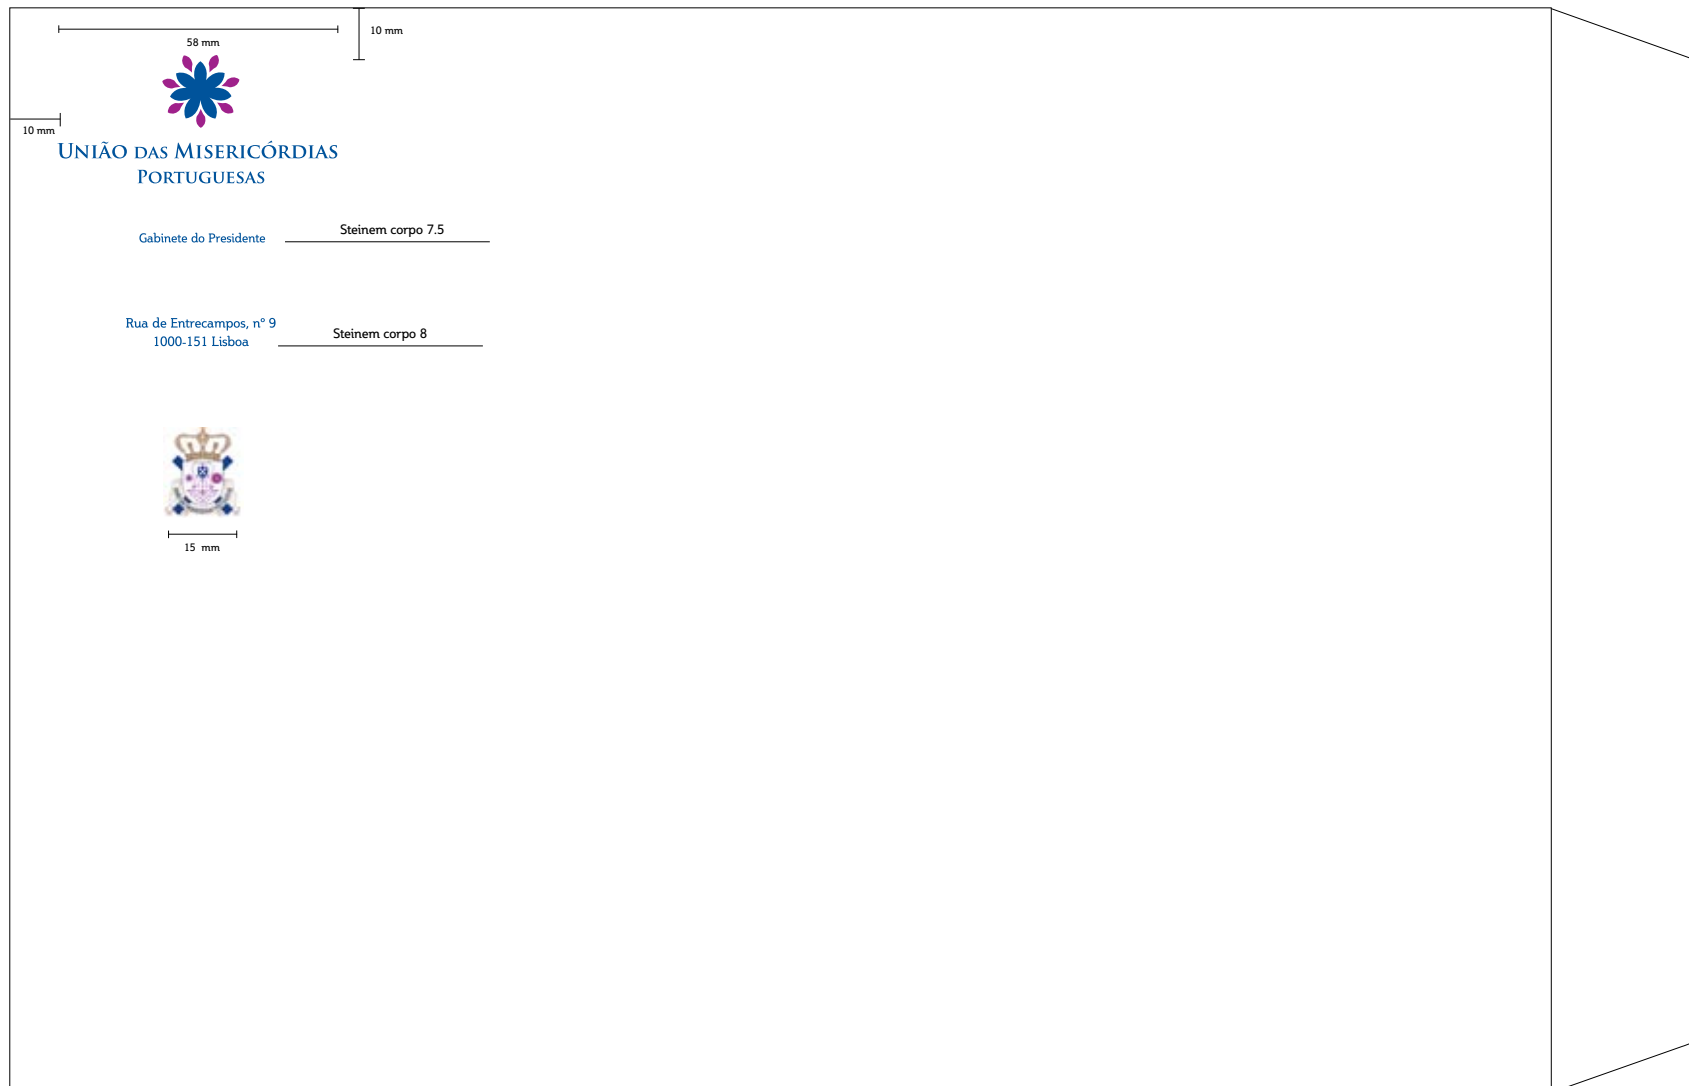 58 mm
10 mm
10 mm
UNIÃO DAS MISERICÓRDIAS
PORTUGUESAS
Gabinete do Presidente
Steinem corpo 7.5
Rua de Entrecampos, nº 9
1000-151 Lisboa
Steinem corpo 8
15 mm